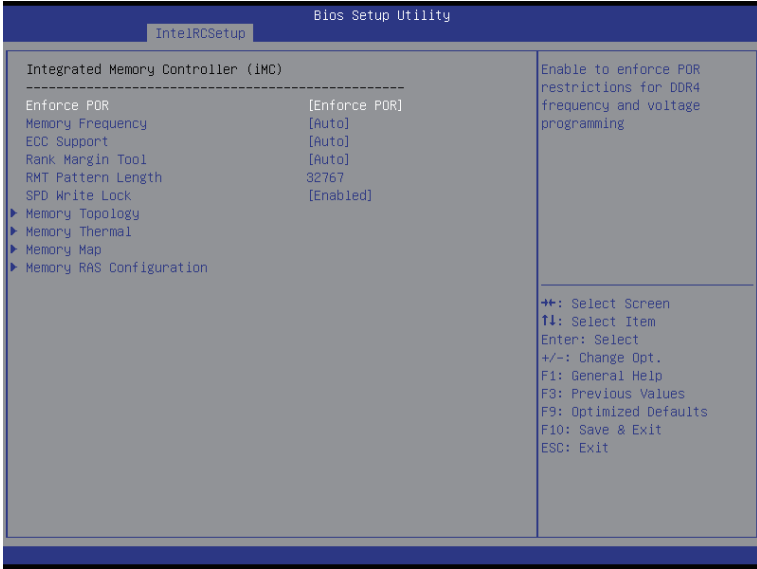 Bios Setup Utility
IntelRCSetup
Integrated Memory Controller (iMC)
--------------------------------------------------
Enforce POR [Enforce POR]
Memory Frequency [Auto]
ECC Support [Auto]
Rank Margin Tool [Auto]
RMT Pattern Length 32767
SPD Write Lock [Enabled]
Memory Topology
Memory Thermal
Memory Map
Memory RAS Configuration
Enable to enforce POR
restrictions for DDR4
frequency and voltage
programming
→←: Select Screen
↑↓: Select Item
Enter: Select
+/-: Change Opt.
F1: General Help
F3: Previous Values
F9: Optimized Defaults
F10: Save & Exit
ESC: Exit